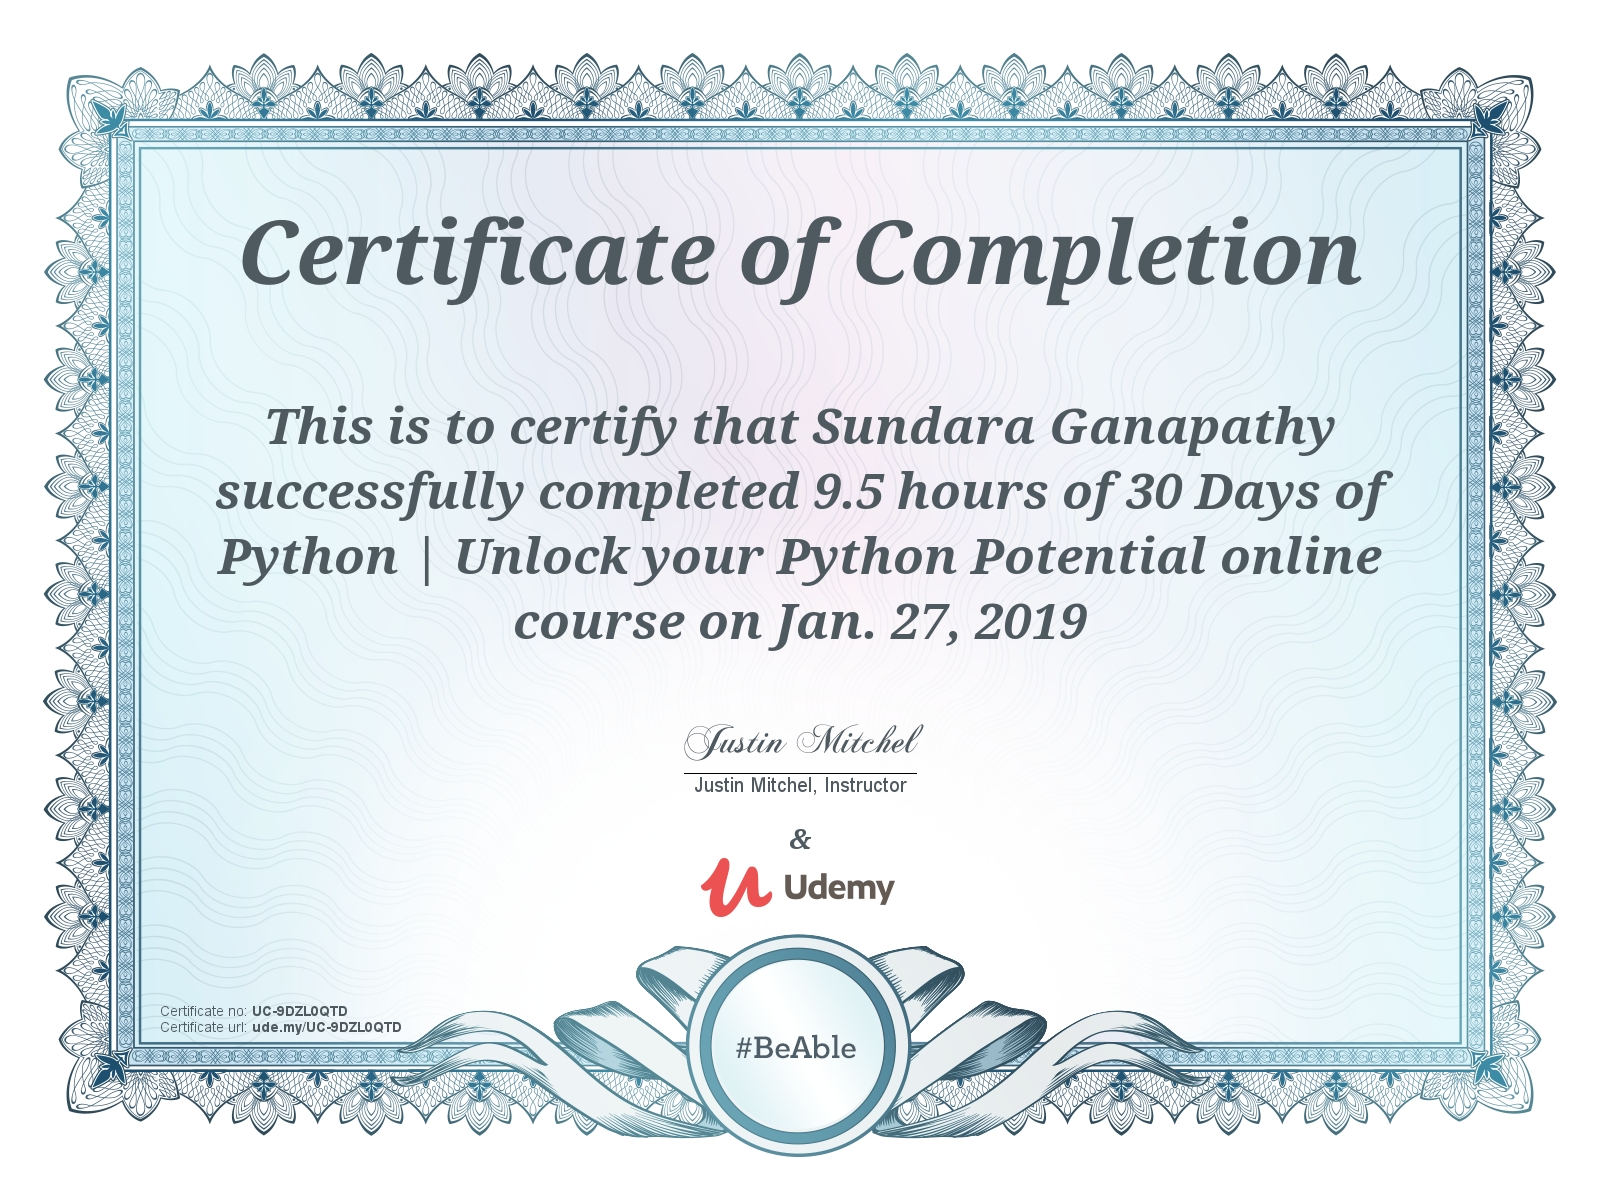 Certificate of Completion
This is to certify that Sundara Ganapathy
successfully completed 9.5 hours of 30 Days of
Python | Unlock your Python Potential online
course on Jan. 27, 2019
Justin Mitchel
Justin Mitchel, Instructor
&
Udemy
Certificate no: UC-9DZL0QTD
Certificate url: ude.my/UC-9DZL0QTD
#BeAble